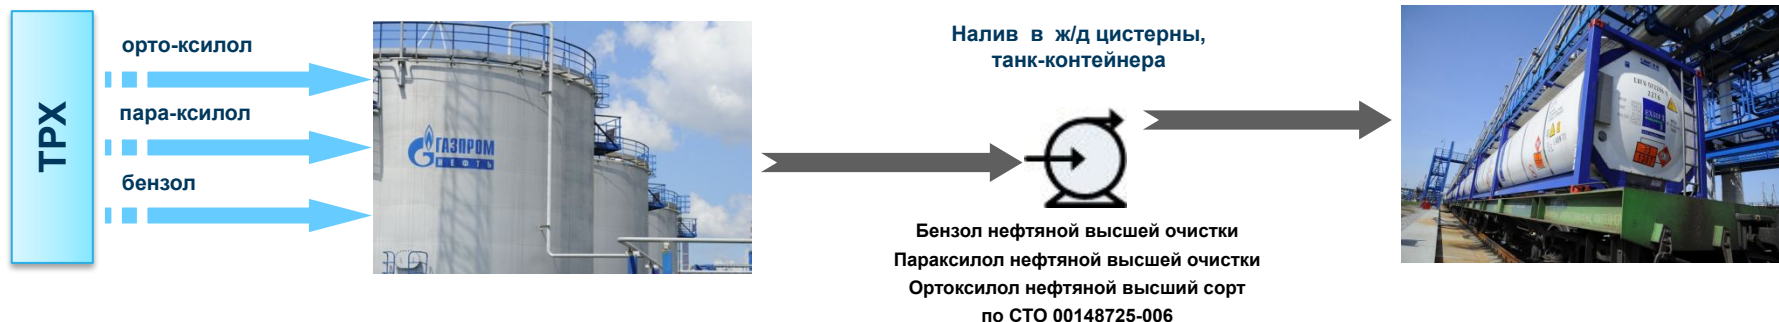 ТРХ
орто-ксилол
пара-ксилол
бензол
ГАЗПРОМ
НЕФТЬ
Налив в ж/д цистерны,
танк-контейнера
Бензол нефтяной высшей очистки
Параксилол нефтяной высшей очистки
Ортоксилол нефтяной высший сорт
по СТО 00148725-006